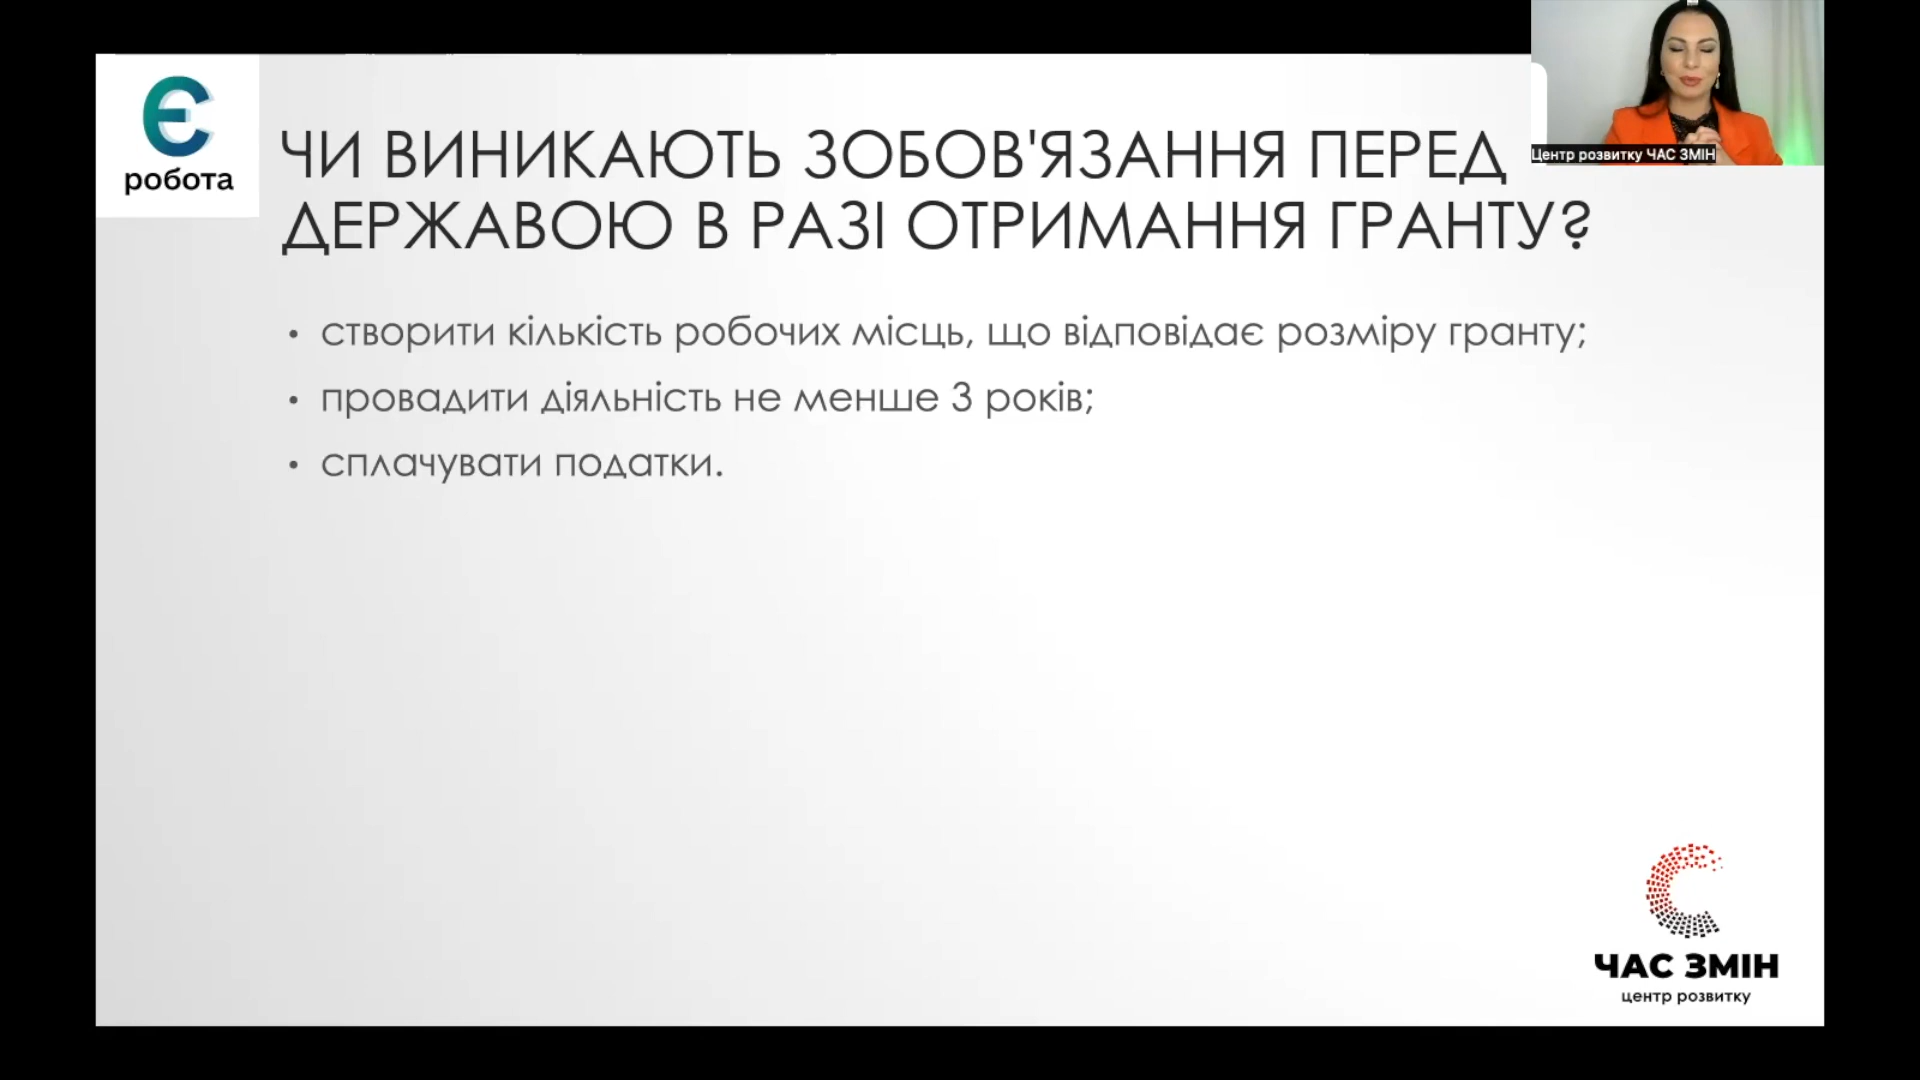 Є
робота
ЧИ ВИНИКАЮТЬ ЗОБОВ'ЯЗАННЯ ПЕРЕД
ДЕРЖАВОЮ В РАЗІ ОТРИМАННЯ ГРАНТУ?
Центр розвитку ЧАС ЗМІН
• створити кількість робочих місць, що відповідає розміру гранту;
• провадити діяльність не менше 3 років;
• сплачувати податки.
ЧАС ЗМІН
центр розвитку